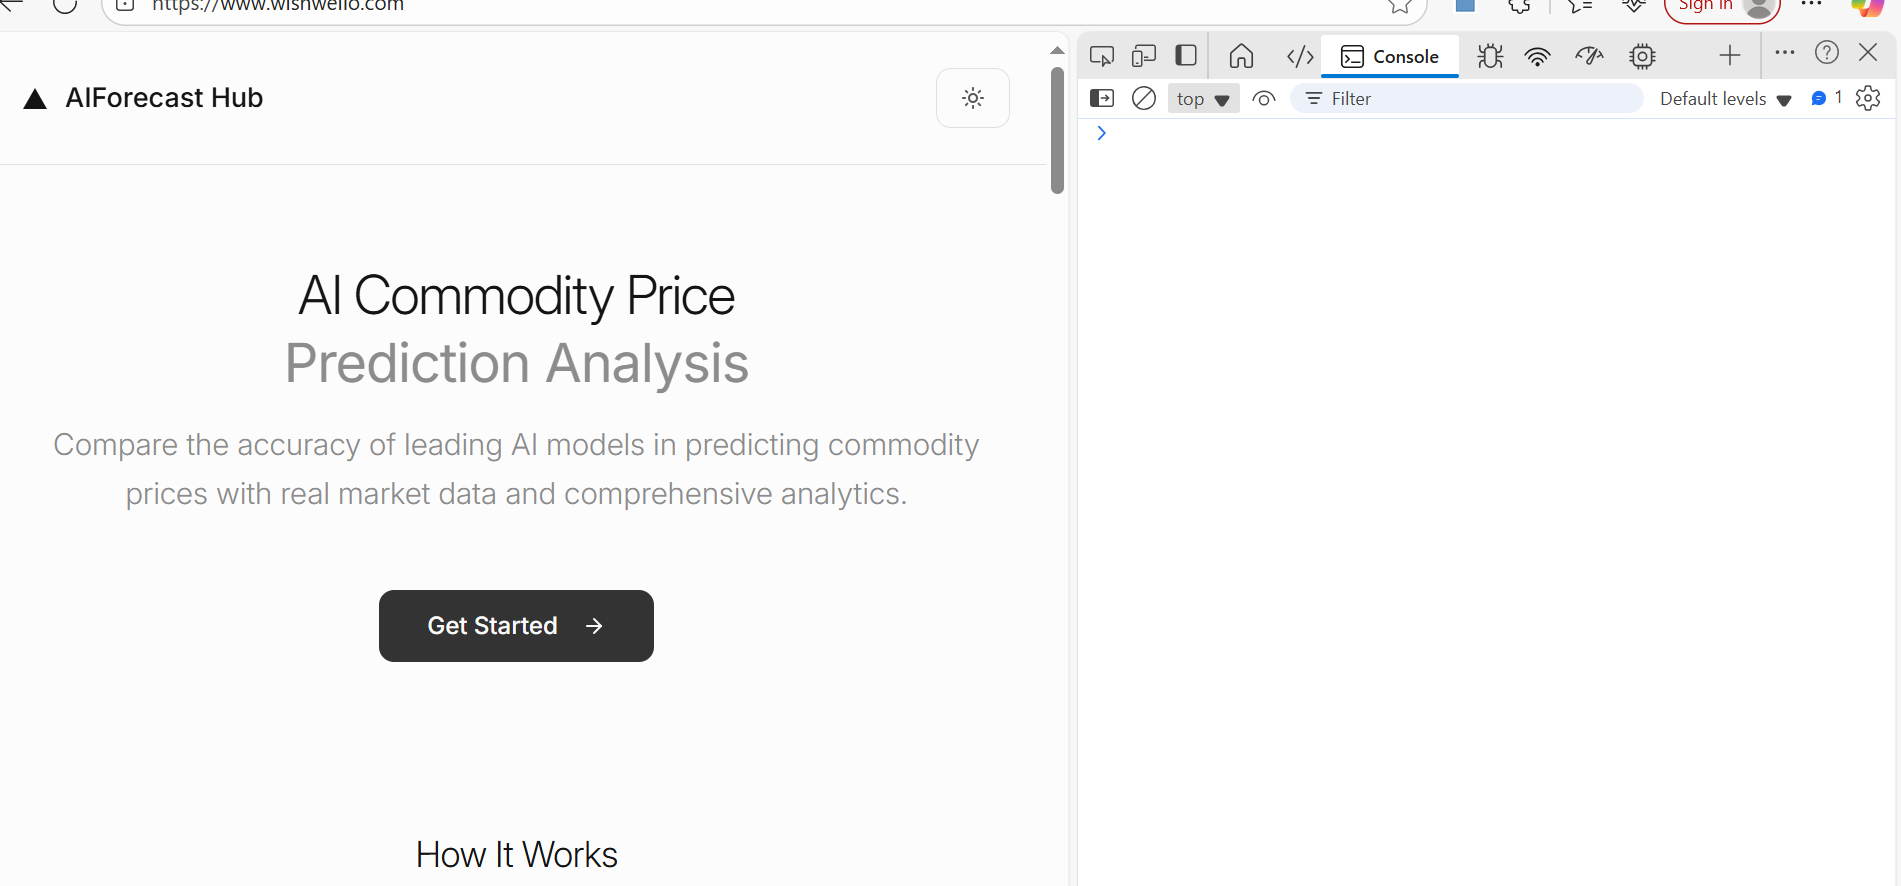 https://www.wishwello.com
Sign in
AIForecast Hub
AI Commodity Price
Prediction Analysis
Compare the accuracy of leading AI models in predicting commodity
prices with real market data and comprehensive analytics.
Get Started
How It Works
Console
top
Filter
Default levels
1